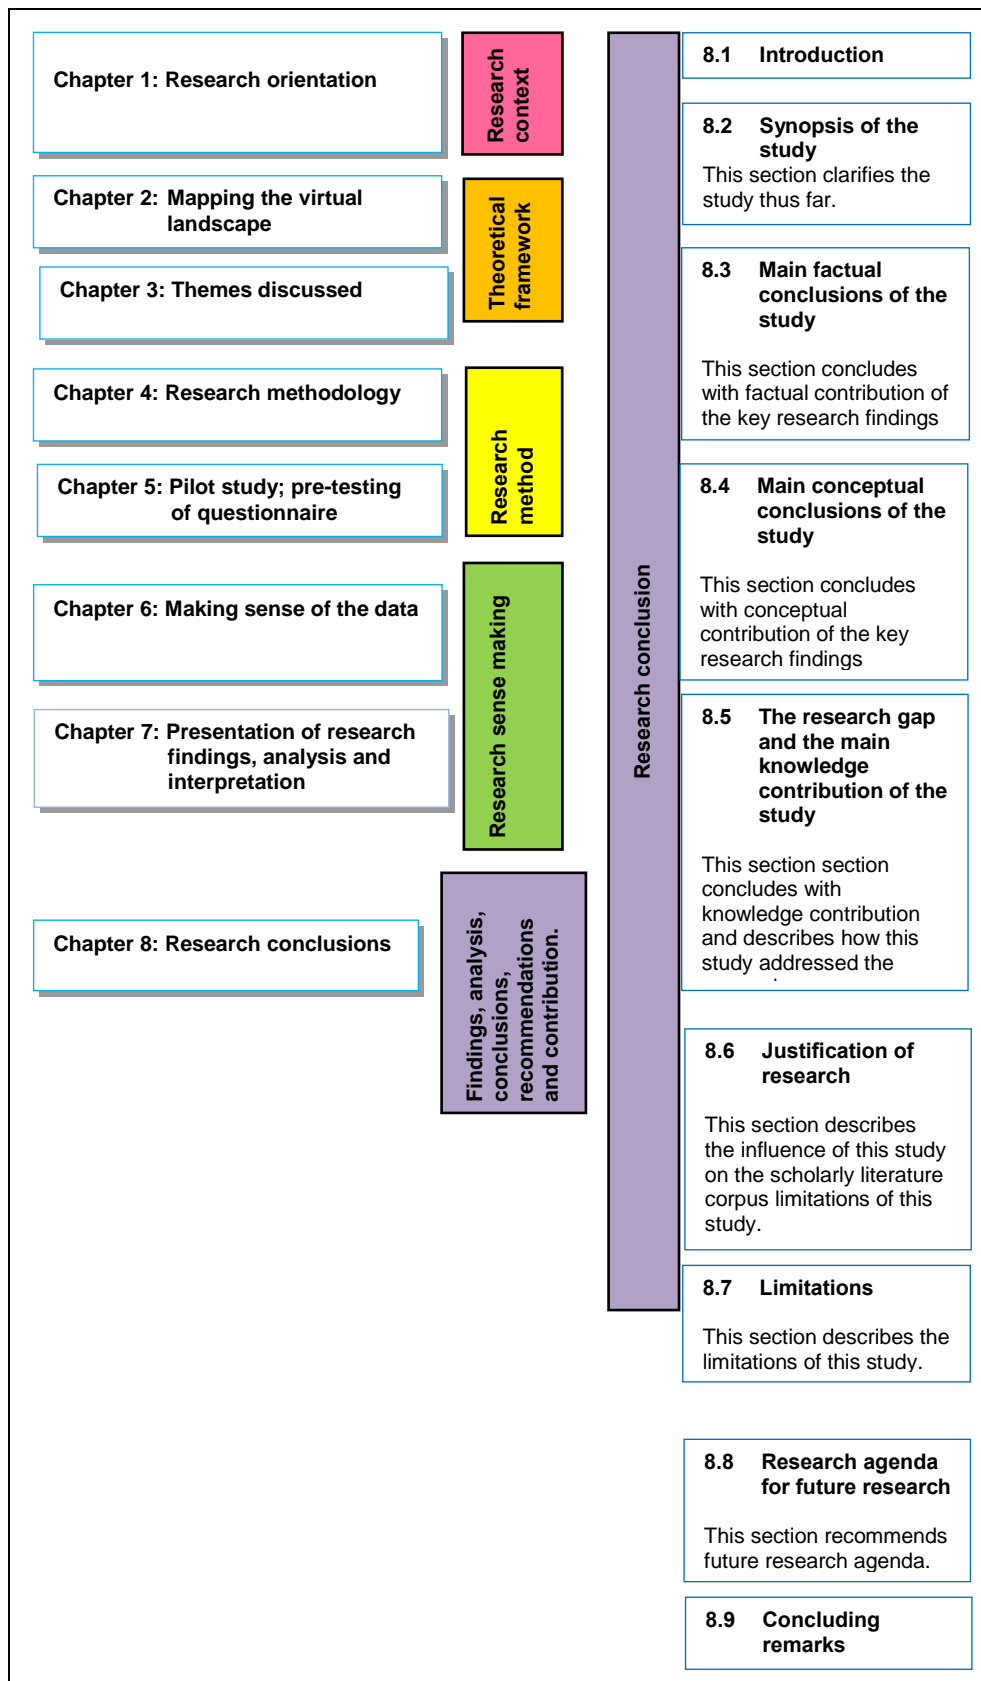 Chapter 1: Research orientation
Chapter 2: Mapping the virtual
landscape
Chapter 3: Themes discussed
Chapter 4: Research methodology
Chapter 5: Pilot study; pre-testing
of questionnaire
Chapter 6: Making sense of the data
Chapter 7: Presentation of research
findings, analysis and
interpretation
Chapter 8: Research conclusions
Research
context
Theoretical
framework
Research
method
Research sense making
Findings, analysis,
conclusions,
recommendations
and contribution.
Research conclusion
8.1 Introduction
8.2 Synopsis of the
study
This section clarifies the
study thus far.
8.3 Main factual
conclusions of the
study
This section concludes
with factual contribution of
the key research findings
8.4 Main conceptual
conclusions of the
study
This section concludes
with conceptual
contribution of the key
research findings
8.5 The research gap
and the main
knowledge
contribution of the
study
This section section
concludes with
knowledge contribution
and describes how this
study addressed the
8.6 Justification of
research
This section describes
the influence of this study
on the scholarly literature
corpus limitations of this
study.
8.7 Limitations
This section describes the
limitations of this study.
8.8 Research agenda
for future research
This section recommends
future research agenda.
8.9 Concluding
remarks